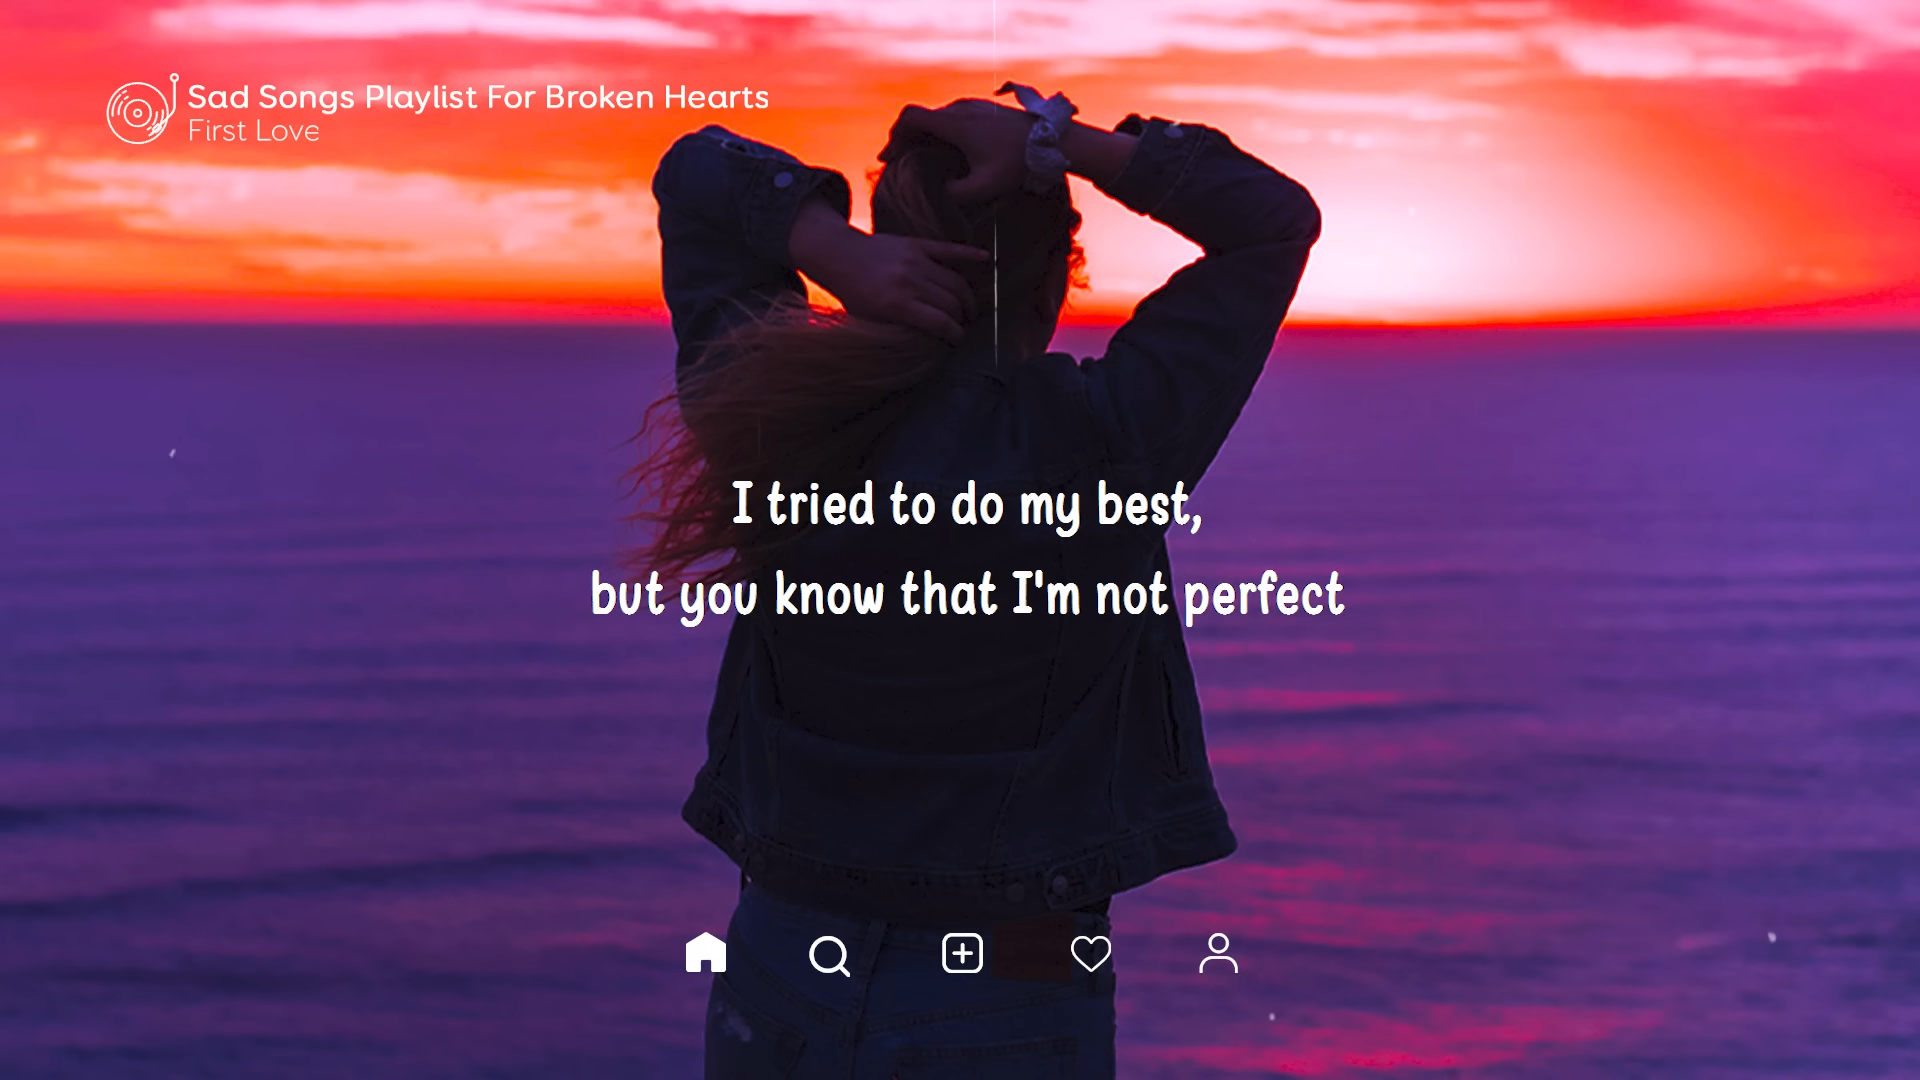 Sad Songs Playlist For Broken Hearts
First Love
I tried to do my best,
but you know that I'm not perfect